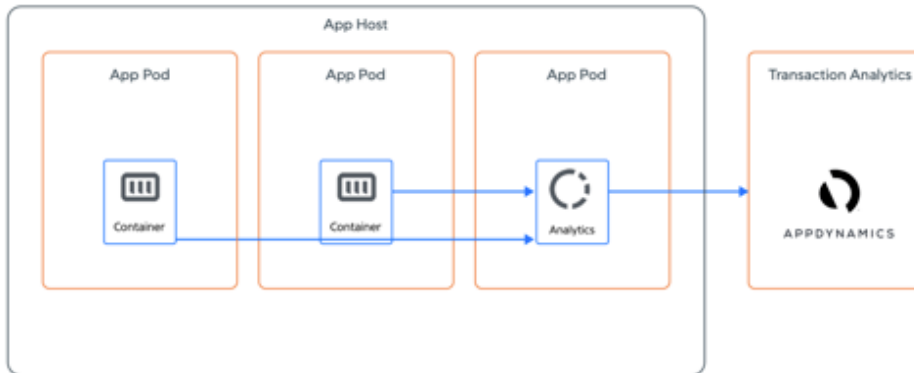 App Host
App Pod
App Pod
App Pod
Transaction Analytics
Container
Container
Analytics
APPDYNAMICS